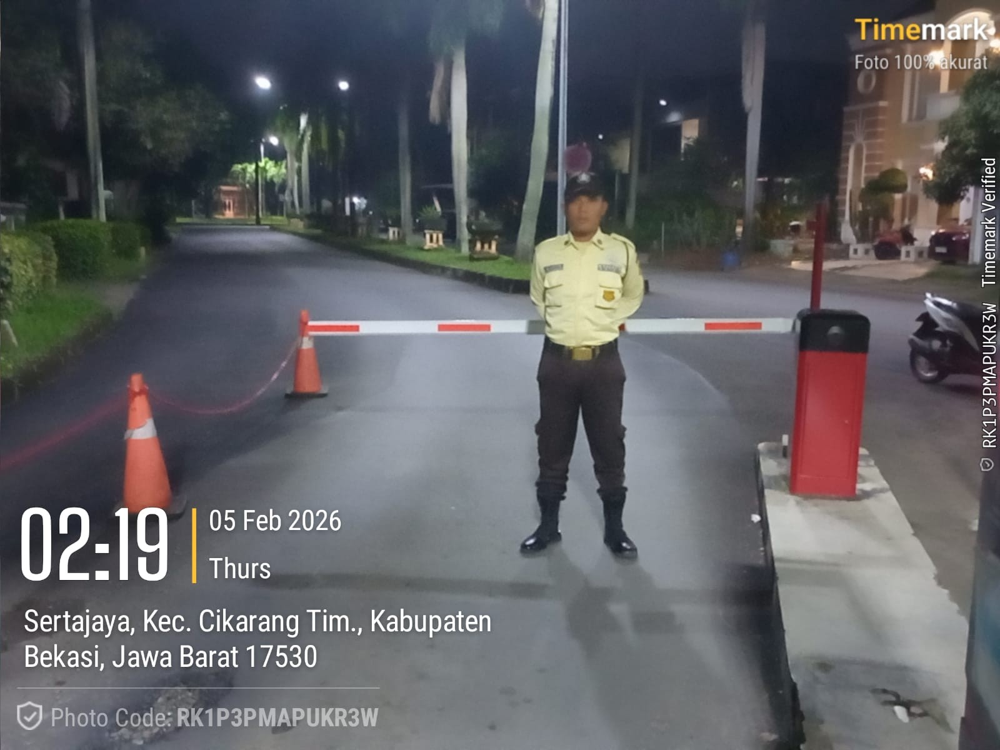 Timemark
Foto 100% akurat
RK1P3PMAPUKR3W Timemark Verified
02:19
05 Feb 2026
Thurs
Sertajaya, Kec. Cikarang Tim., Kabupaten
Bekasi, Jawa Barat 17530
Photo Code: RK1P3PMAPUKR3W